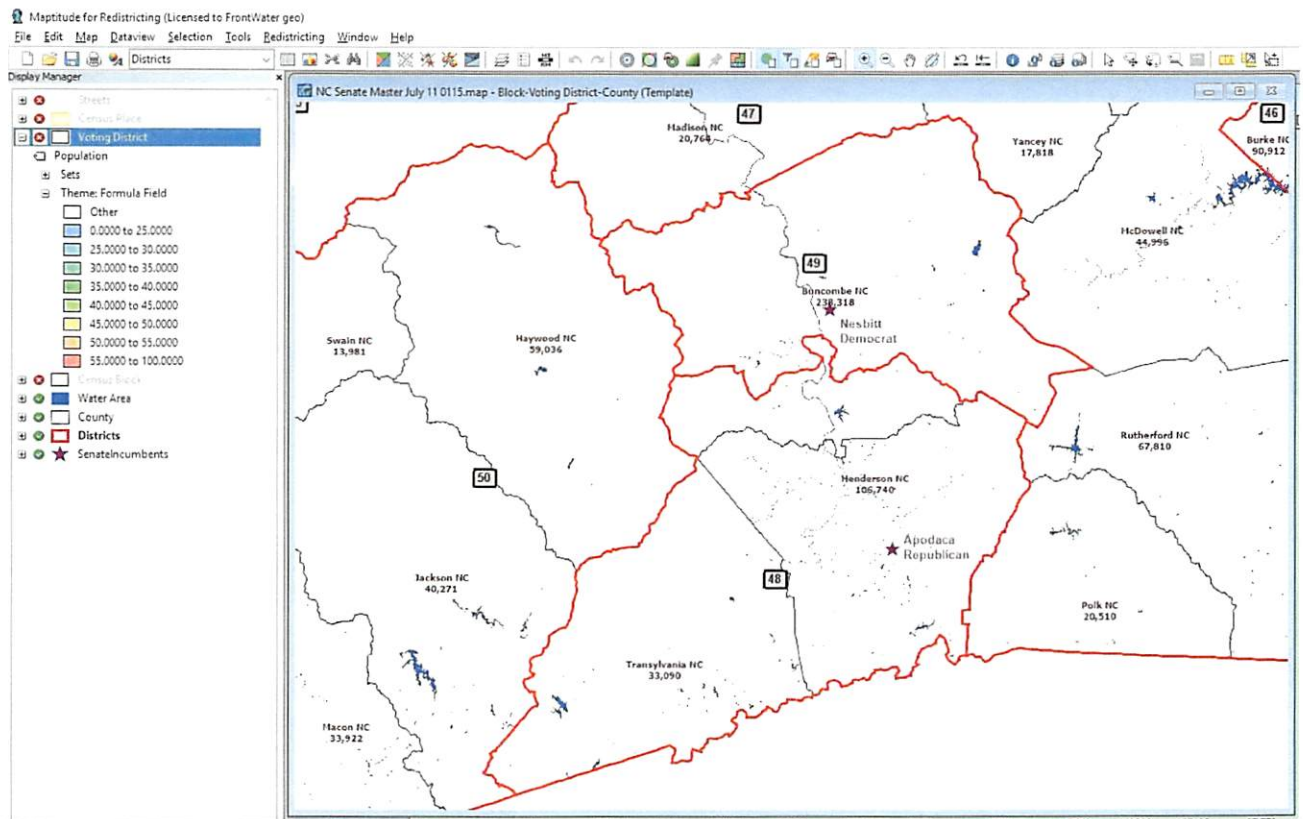 Maptitude for Redistricting (Licensed to FrontWater geo)
File Edit Map Dataview Selection Tools Redistricting Window Help
Districts
Display Manager
Streets
Census Place
Voting District
Population
Sets
Theme: Formula Field
Other
0.0000 to 25.0000
25.0000 to 30.0000
30.0000 to 35.0000
35.0000 to 40.0000
40.0000 to 45.0000
45.0000 to 50.0000
50.0000 to 55.0000
55.0000 to 100.0000
Census Block
Water Area
County
Districts
SenateIncumbents
NC Senate Master July 11 0115.map - Block-Voting District-County (Template)
47
46
Madison NC
20,764
Yancey NC
17,818
Burke NC
90,912
McDowell NC
44,996
49
Buncombe NC
238,318
Nesbitt
Democrat
Swain NC
13,981
Haywood NC
59,036
Rutherford NC
67,810
50
Henderson NC
106,740
Apodaca
Republican
48
Jackson NC
40,271
Polk NC
20,510
Transylvania NC
33,090
Macon NC
33,922